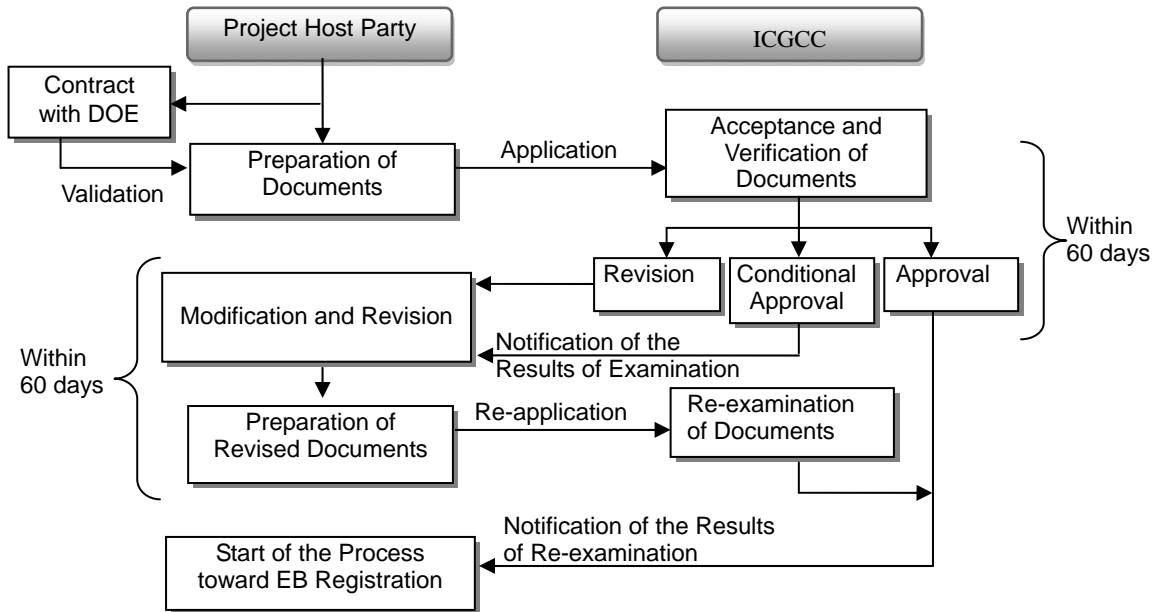 Project Host Party
ICGCC
Contract
with DOE
Acceptance and
Verification of
Documents
Preparation of
Documents
Application
Validation
Within
60 days
Revision
Conditional
Approval
Approval
Modification and Revision
Notification of the
Results of Examination
Within
60 days
Preparation of
Revised Documents
Re-application
Re-examination
of Documents
Notification of the Results
of Re-examination
Start of the Process
toward EB Registration